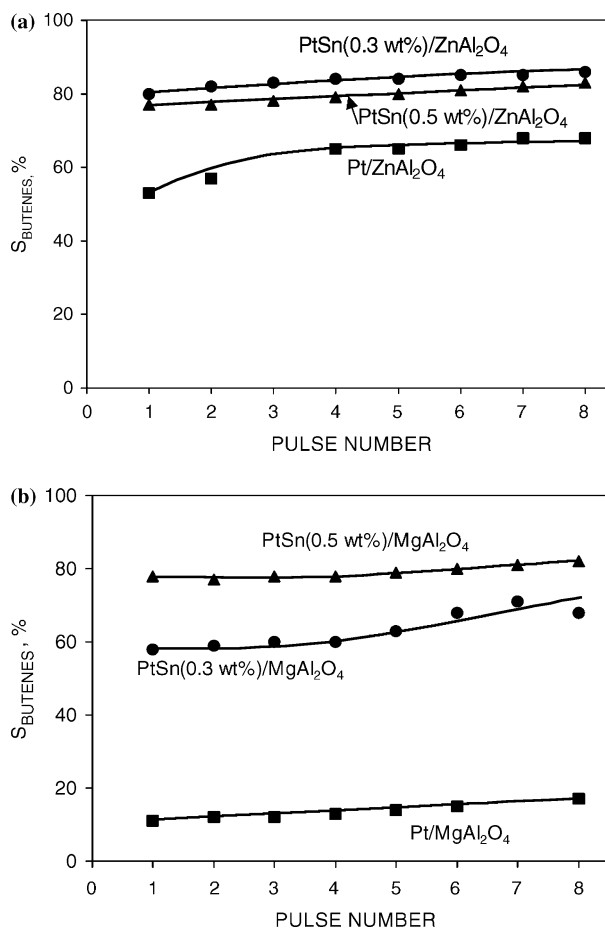 (a)
100
PtSn(0.3 wt%)/ZnAl2O4
80
PtSn(0.5 wt%)/ZnAl2O4
60
Pt/ZnAl2O4
40
20
0
SBUTENES, %
0 1 2 3 4 5 6 7 8
PULSE NUMBER
(b)
100
PtSn(0.5 wt%)/MgAl2O4
80
60
PtSn(0.3 wt%)/MgAl2O4
40
20
Pt/MgAl2O4
0
SBUTENES, %
0 1 2 3 4 5 6 7 8
PULSE NUMBER